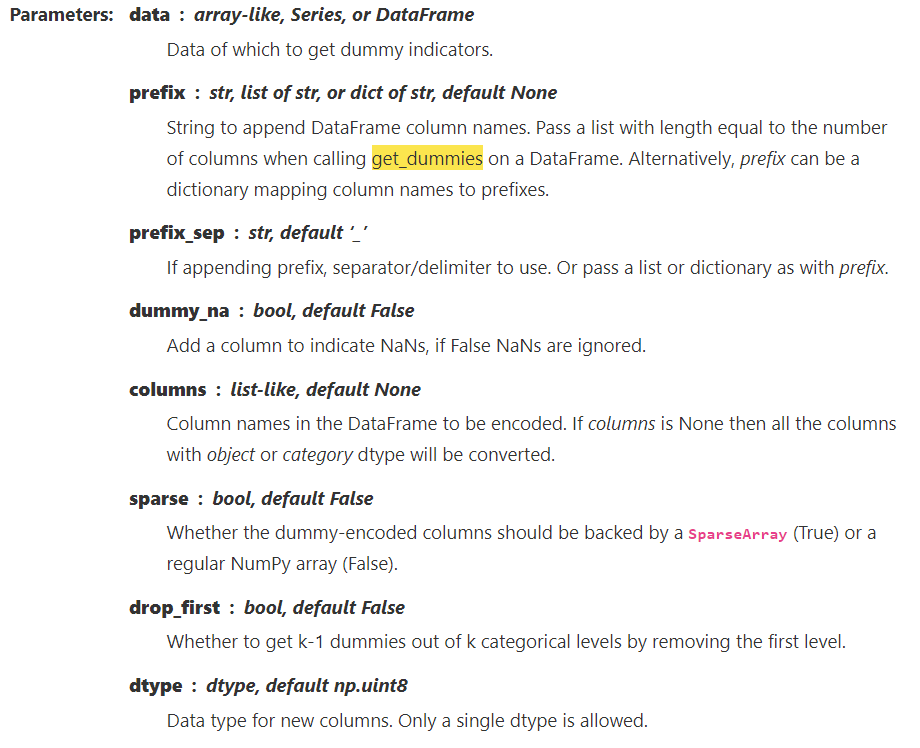 Parameters: data : array-like, Series, or DataFrame
Data of which to get dummy indicators.
prefix : str, list of str, or dict of str, default None
String to append DataFrame column names. Pass a list with length equal to the number
of columns when calling get_dummies on a DataFrame. Alternatively, prefix can be a
dictionary mapping column names to prefixes.
prefix_sep : str, default ‘_’
If appending prefix, separator/delimiter to use. Or pass a list or dictionary as with prefix.
dummy_na : bool, default False
Add a column to indicate NaNs, if False NaNs are ignored.
columns : list-like, default None
Column names in the DataFrame to be encoded. If columns is None then all the columns
with object or category dtype will be converted.
sparse : bool, default False
Whether the dummy-encoded columns should be backed by a SparseArray (True) or a
regular NumPy array (False).
drop_first : bool, default False
Whether to get k-1 dummies out of k categorical levels by removing the first level.
dtype : dtype, default np.uint8
Data type for new columns. Only a single dtype is allowed.